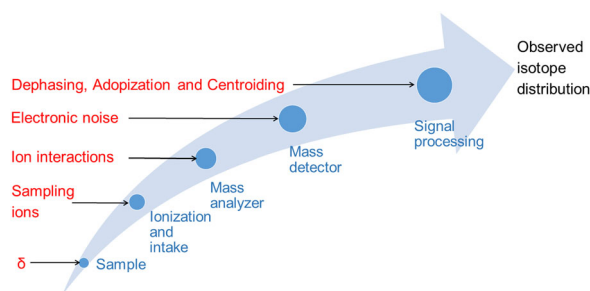 Observed
isotope
distribution
Dephasing, Adopization and Centroiding
Electronic noise
Signal
processing
Ion interactions
Mass
detector
Sampling
ions
Mass
analyzer
Ionization
and
intake
δ
Sample